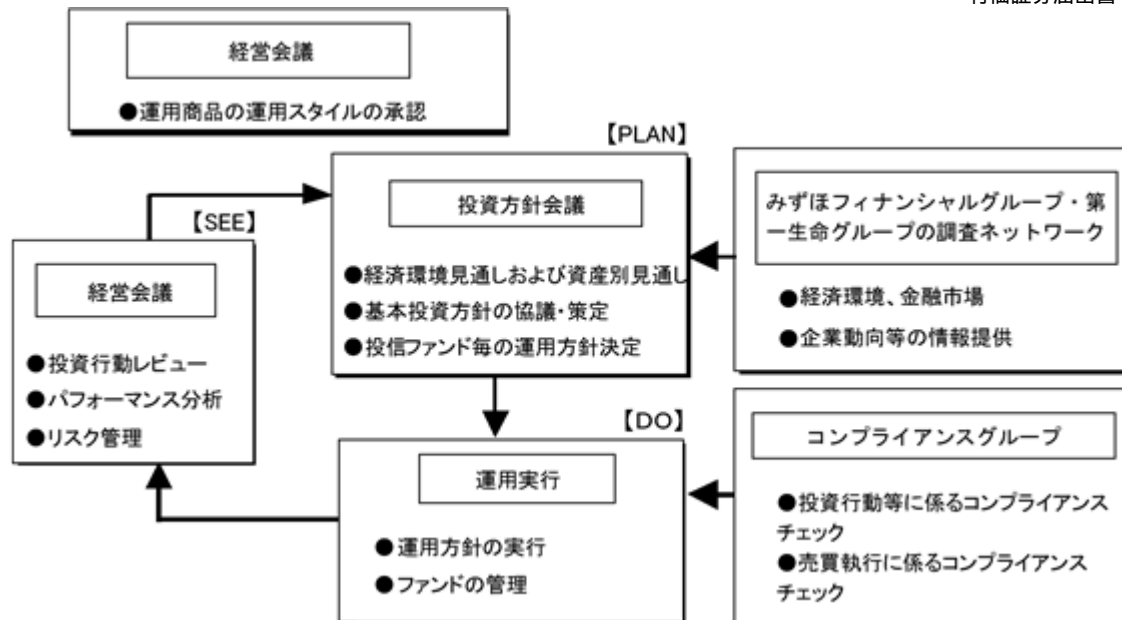 経営会議
●運用商品の運用スタイルの承認
【PLAN】
投資方針会議
●経済環境見通しおよび資産別見通し
●基本投資方針の協議・策定
●投信ファンド毎の運用方針決定
みずほフィナンシャルグループ・第
一生命グループの調査ネットワーク
●経済環境、金融市場
●企業動向等の情報提供
【SEE】
経営会議
●投資行動レビュー
●パフォーマンス分析
●リスク管理
【DO】
運用実行
●運用方針の実行
●ファンドの管理
コンプライアンスグループ
●投資行動等に係るコンプライアンス
チェック
●売買執行に係るコンプライアンス
チェック